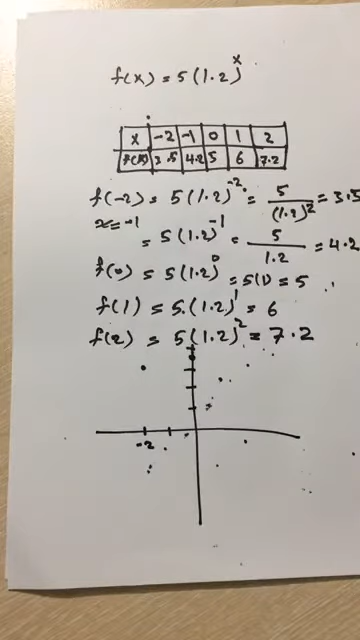 f(x) = 5(1.2)^x
x -2 -1 0 1 2
f(x) 3.5 4.2 5 6 7.2
f(-2) = 5(1.2)^-2 = 5/(1.2)^2 = 3.5
x = -1 = 5(1.2)^-1 = 5/1.2 = 4.2
f(0) = 5(1.2)^0 = 5(1) = 5
f(1) = 5.(1.2)^1 = 6
f(2) = 5(1.2)^2 = 7.2
-2